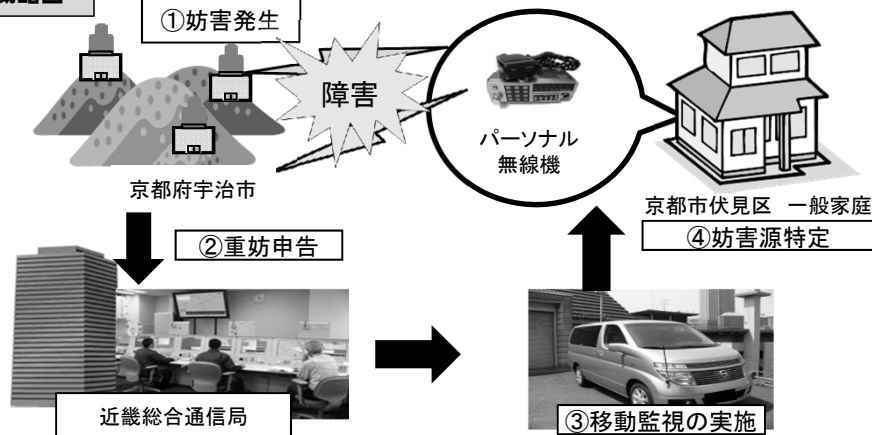 ①妨害発生
障害
パーソナル
無線機
京都府宇治市
京都市伏見区 一般家庭
②重妨申告
④妨害源特定
近畿総合通信局
③移動監視の実施